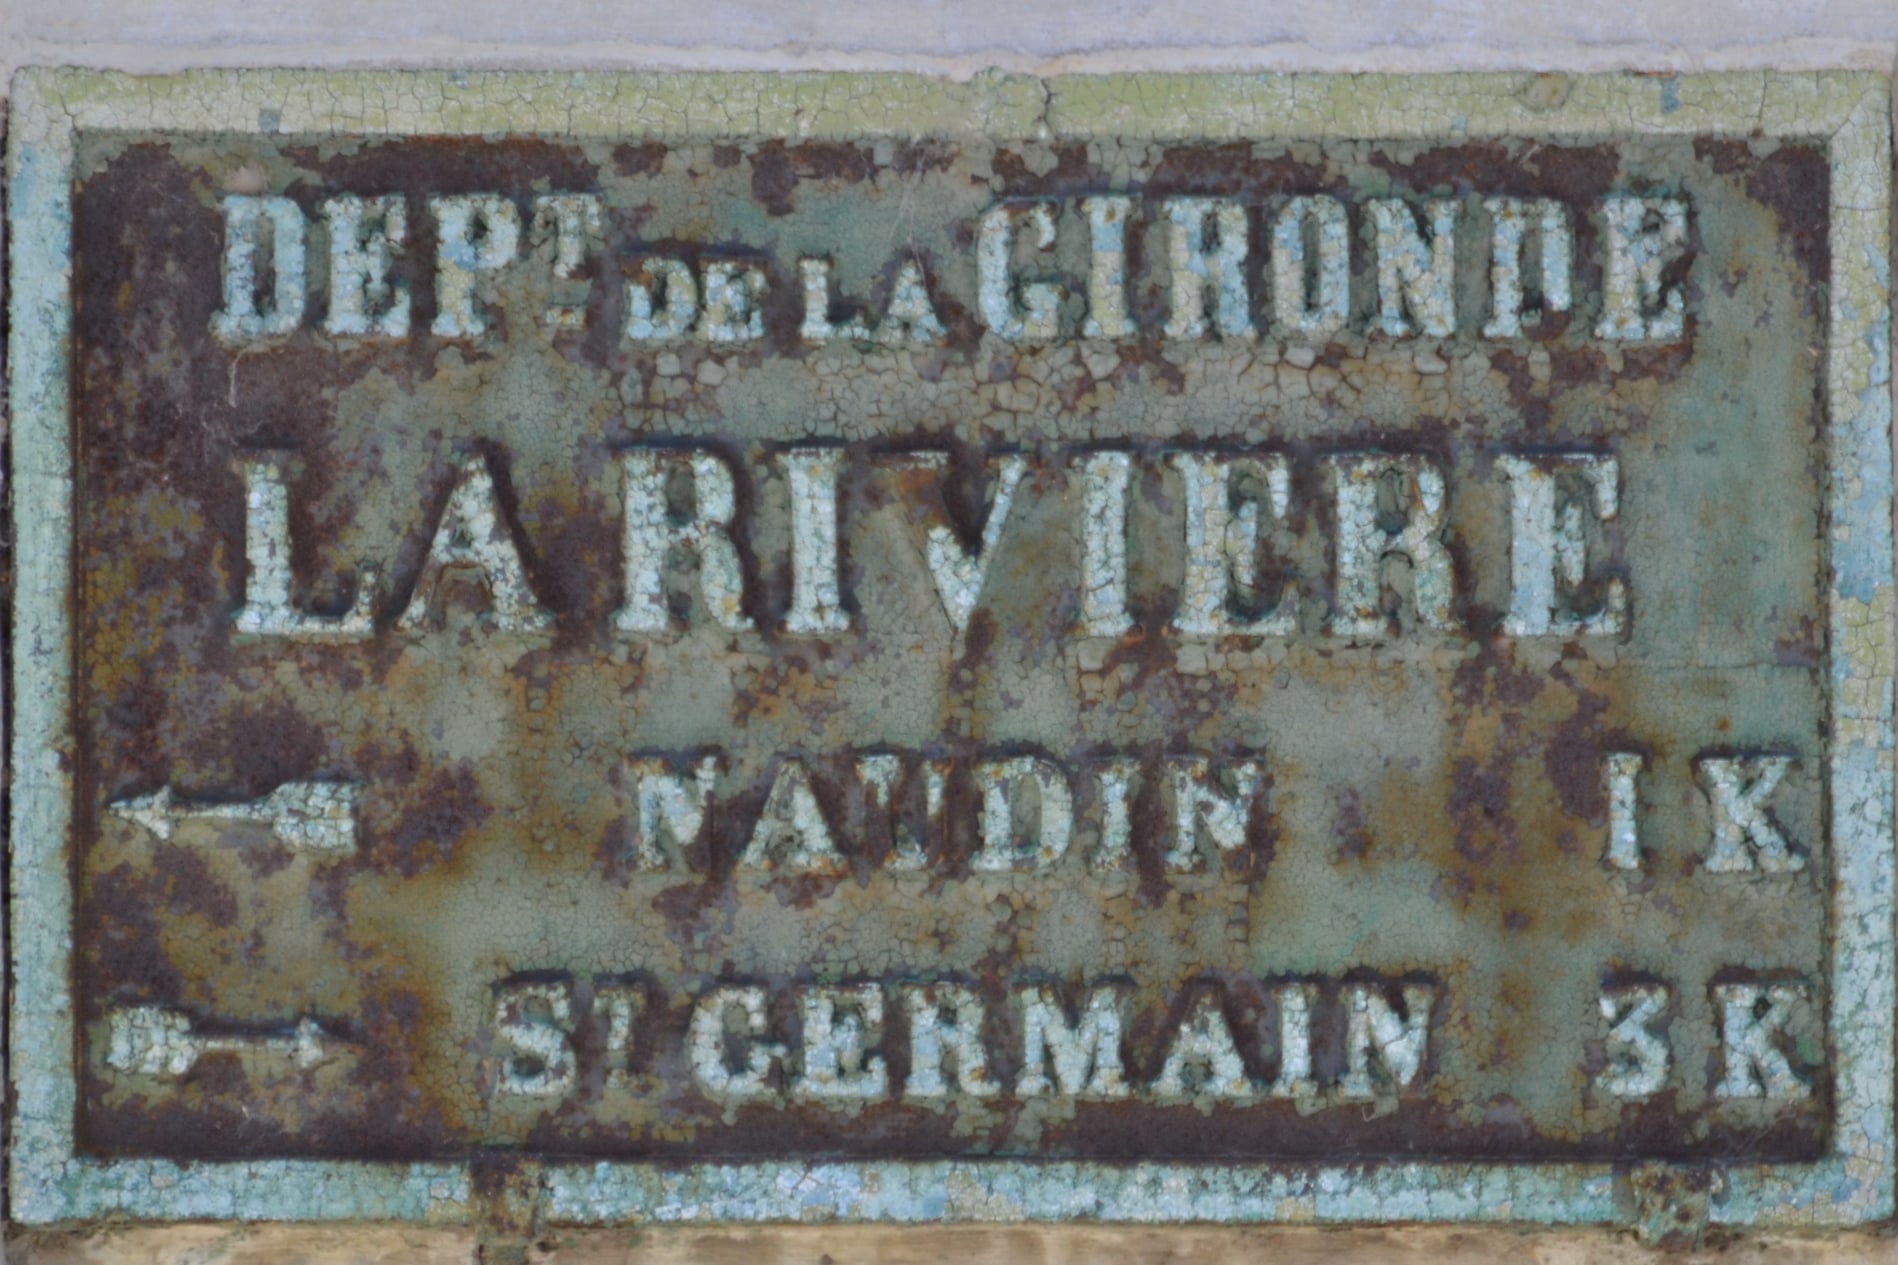 DEPT DE LA GIRONDE
LA RIVIERE
NAUDIN 1 K
ST GERMAIN 3 K